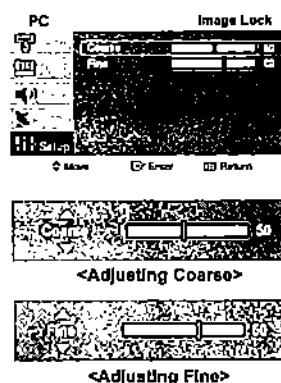 PC Image Lock
Coarse
Fine
Setup
Move Enter Return
Coarse 50
<Adjusting Coarse>
Fine 50
<Adjusting Fine>